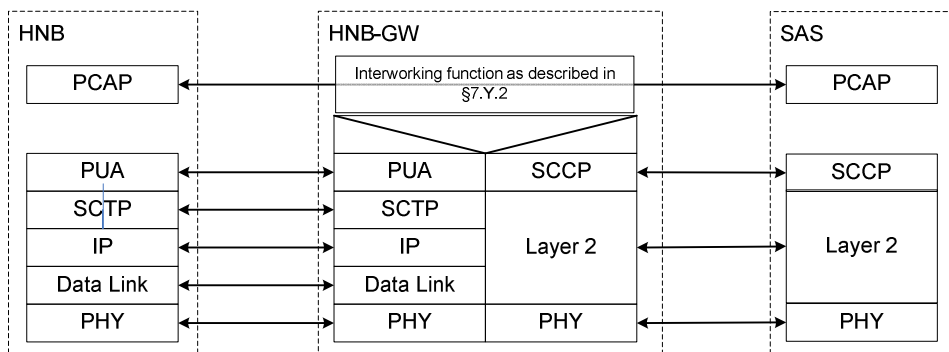 HNB
HNB-GW
SAS
PCAP
Interworking function as described in
§7.Y.2
PCAP
PUA
PUA
SCCP
SCCP
SCTP
SCTP
IP
IP
Layer 2
Layer 2
Data Link
Data Link
PHY
PHY
PHY
PHY